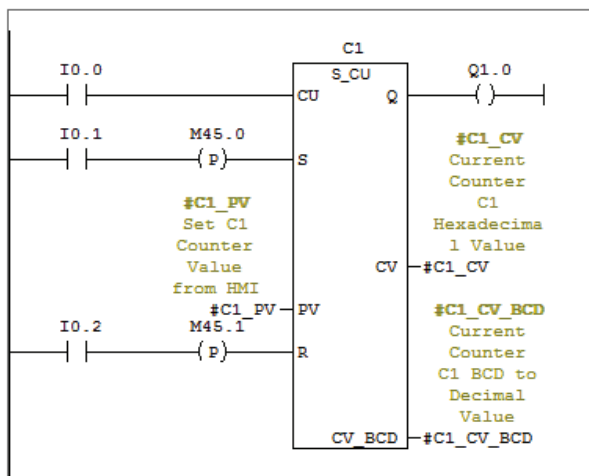 C1
I0.0
S_CU
Q1.0
CU
Q
I0.1
M45.0
#C1_CV
(P)
S
Current
Counter
C1
Hexadecima
l Value
#C1_PV
Set C1
Counter
Value
from HMI
CV
#C1_CV
#C1_PV
PV
#C1_CV_BCD
I0.2
M45.1
Current
Counter
(P)
R
C1 BCD to
Decimal
Value
CV_BCD
#C1_CV_BCD